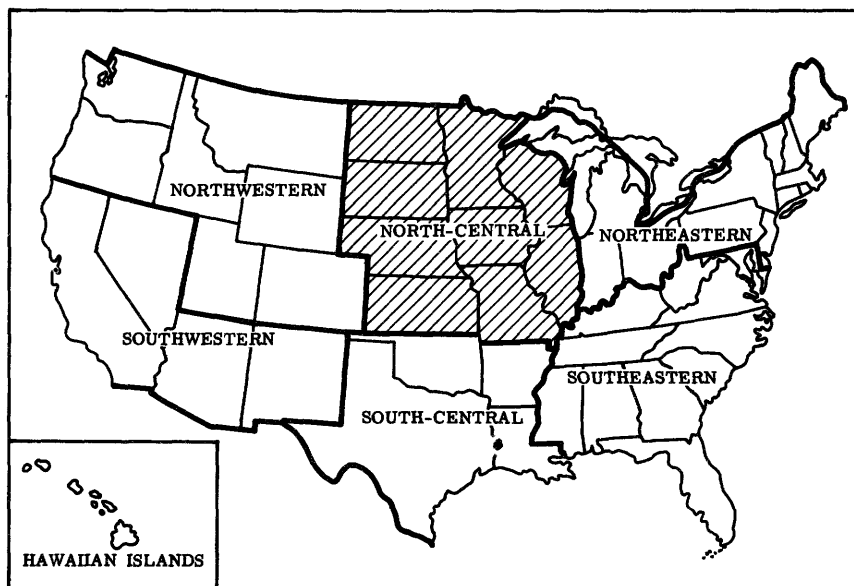 NORTHWESTERN
NORTH-CENTRAL
NORTHEASTERN
SOUTHWESTERN
SOUTHEASTERN
SOUTH-CENTRAL
HAWAIIAN ISLANDS